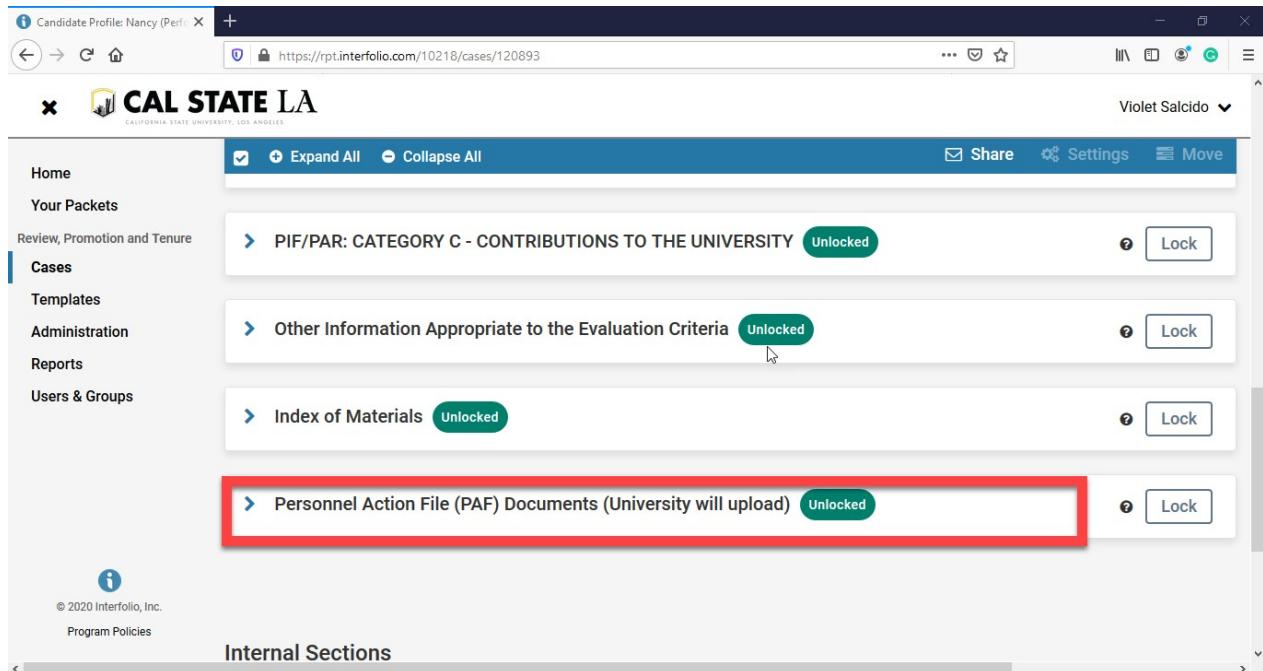 Candidate Profile: Nancy (Perfo
https://rpt.interfolio.com/10218/cases/120893
CAL STATE LA
CALIFORNIA STATE UNIVERSITY, LOS ANGELES
Violet Salcido
Expand All Collapse All Share Settings Move
Home
Your Packets
Review, Promotion and Tenure
Cases
Templates
Administration
Reports
Users & Groups
PIF/PAR: CATEGORY C - CONTRIBUTIONS TO THE UNIVERSITY Unlocked Lock
Other Information Appropriate to the Evaluation Criteria Unlocked Lock
Index of Materials Unlocked Lock
Personnel Action File (PAF) Documents (University will upload) Unlocked Lock
© 2020 Interfolio, Inc.
Program Policies
Internal Sections